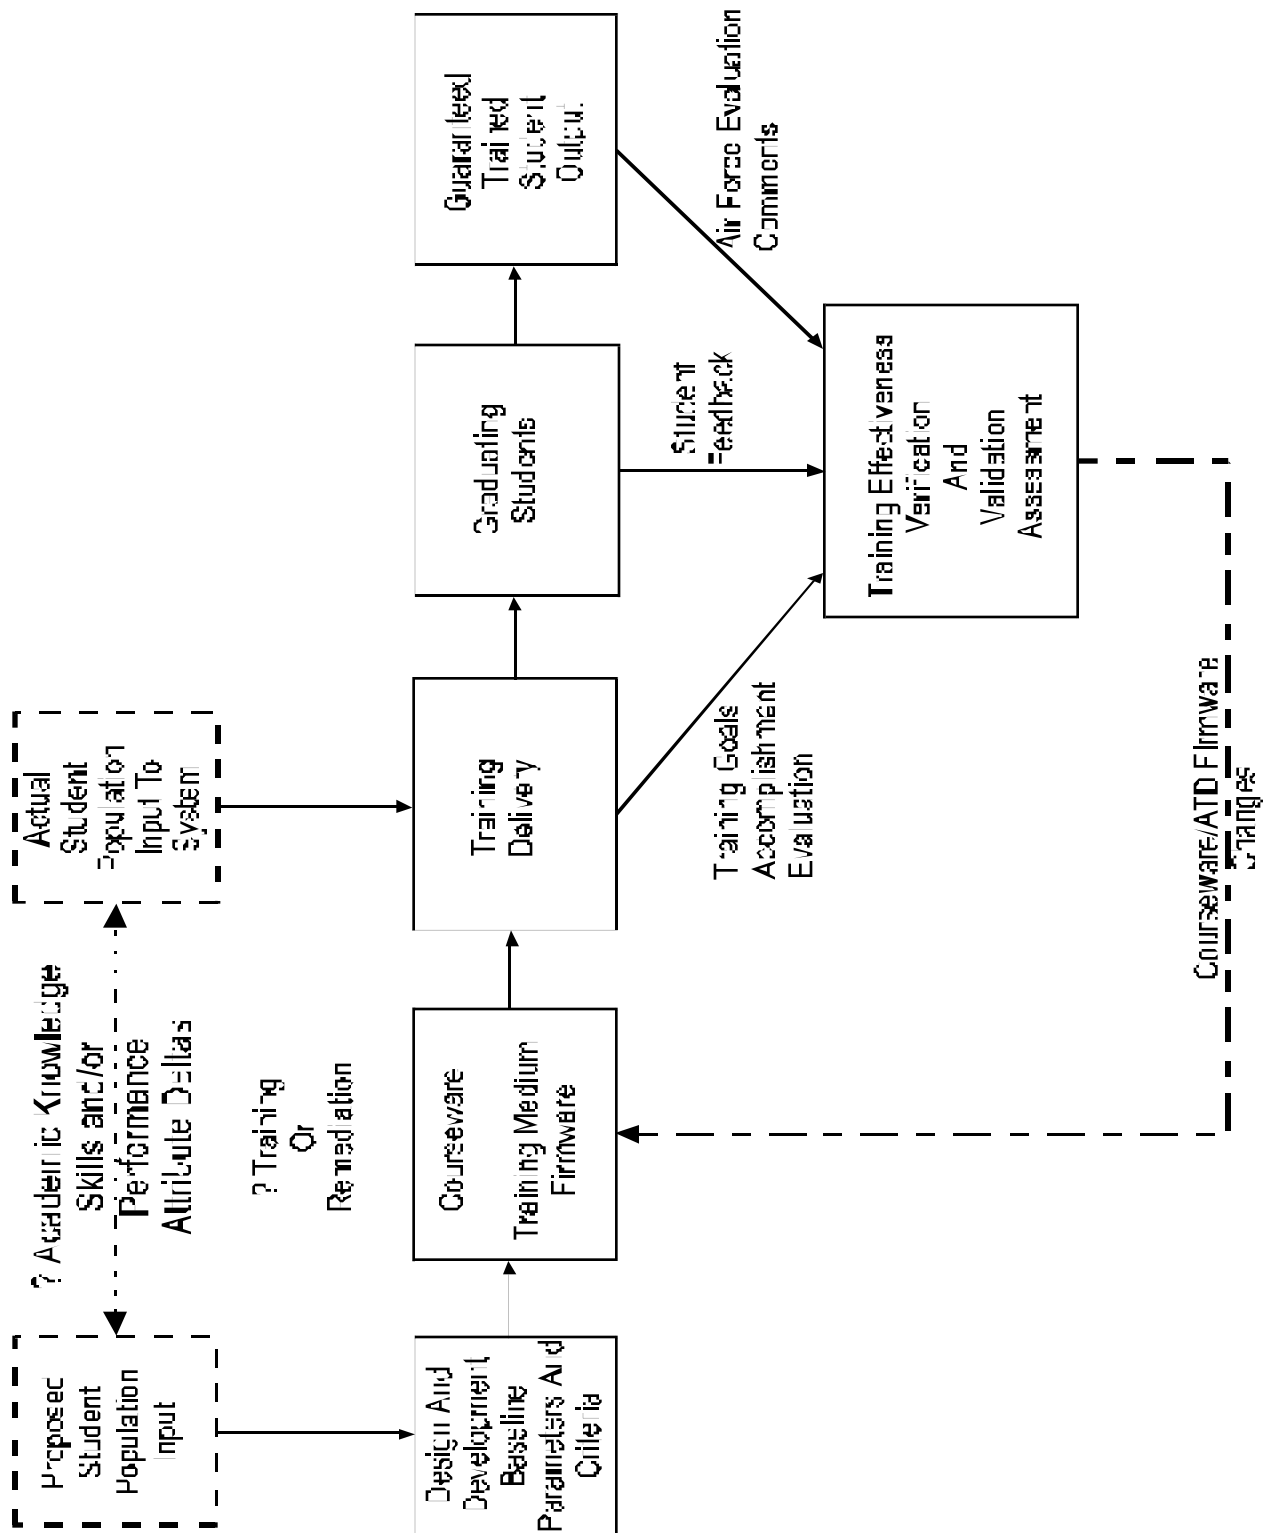 Proposed
Student
Population
Input
? Academic Knowledge
Skills and/or
Performance
Attribute Deltas
Actual
Student
Population
Input To
System
? Training
Or
Remediation
Design And
Development
Baseline
Parameters And
Criteria
Courseware
Training Medium
Firmware
Training
Delivery
Graduating
Students
Guaranteed
Trained
Student
Output
Training Goals
Accomplishment
Evaluation
Student
Feedback
Air Force Evaluation
Comments
Training Effectiveness
Verification
And
Validation
Assessment
Courseware/ATD Firmware
Changes